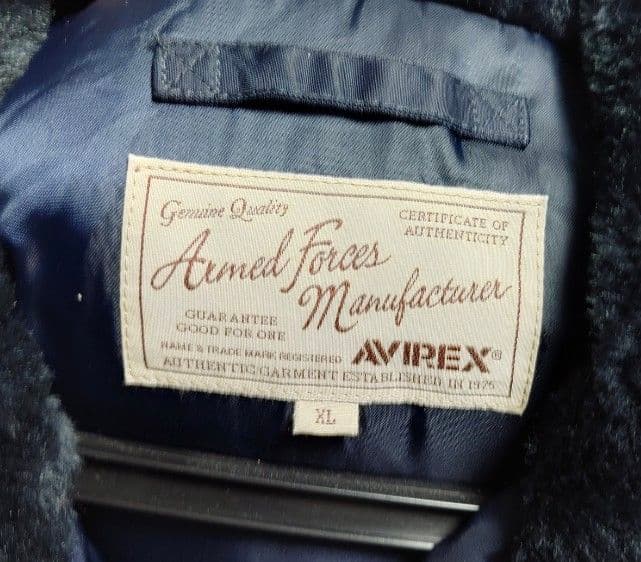 Genuine Quality
CERTIFICATE OF
AUTHENTICITY
Armed Forces
Manufacturer
GUARANTEE
GOOD FOR ONE
NAME & TRADE MARK REGISTERED
AVIREX®
AUTHENTIC GARMENT ESTABLISHED IN 1975
XL